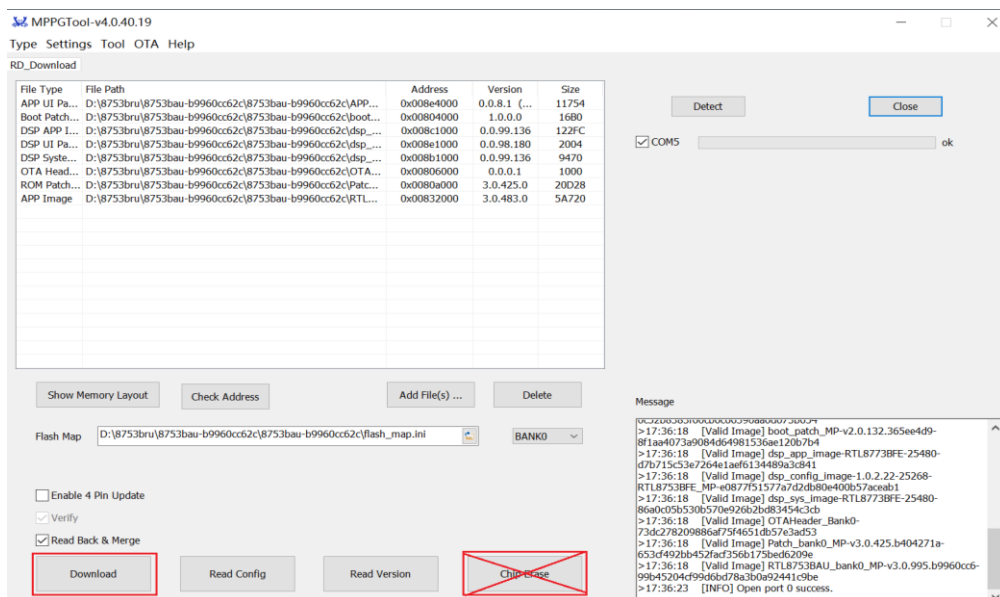 MPPGTool-v4.0.40.19
Type Settings Tool OTA Help
RD_Download
File Type File Path Address Version Size
APP UI Pa... D:\8753bru\8753bau-b9960cc62c\8753bau-b9960cc62c\APP... 0x008e4000 0.0.8.1 (... 11754
Boot Patch... D:\8753bru\8753bau-b9960cc62c\8753bau-b9960cc62c\boot... 0x00804000 1.0.0.0 16B0
DSP APP I... D:\8753bru\8753bau-b9960cc62c\8753bau-b9960cc62c\dsp_... 0x008c1000 0.0.99.136 122FC
DSP UI Pa... D:\8753bru\8753bau-b9960cc62c\8753bau-b9960cc62c\dsp_... 0x008e1000 0.0.98.180 2004
DSP Syste... D:\8753bru\8753bau-b9960cc62c\8753bau-b9960cc62c\dsp_... 0x008b1000 0.0.99.136 9470
OTA Head... D:\8753bru\8753bau-b9960cc62c\8753bau-b9960cc62c\OTA... 0x00806000 0.0.0.1 1000
ROM Patch... D:\8753bru\8753bau-b9960cc62c\8753bau-b9960cc62c\Patc... 0x0080a000 3.0.425.0 20D28
APP Image D:\8753bru\8753bau-b9960cc62c\8753bau-b9960cc62c\RTL... 0x00832000 3.0.483.0 5A720
Detect Close
COM5 ok
Show Memory Layout Check Address Add File(s) ... Delete
Flash Map D:\8753bru\8753bau-b9960cc62c\8753bau-b9960cc62c\flash_map.ini BANK0
Enable 4 Pin Update
Verify
Read Back & Merge
Download Read Config Read Version Chip Erase
Message
>17:36:18 [Valid Image] boot_patch_MP-v2.0.132.365ee4d9-
8f1aa4073a9084d64981536ae120b7b4
>17:36:18 [Valid Image] dsp_app_image-RTL8773BFE-25480-
d7b715c53e7264e1aef6134489a3c841
>17:36:18 [Valid Image] dsp_config_image-1.0.2.22-25268-
RTL8753BFE_MP-e0877f51577a7d2db80e400b57aceab1
>17:36:18 [Valid Image] dsp_sys_image-RTL8773BFE-25480-
86a0c05b530b570e926b2bd83454c3cb
>17:36:18 [Valid Image] OTAHeader_Bank0-
73dc278209886af75f4651db57e3ad53
>17:36:18 [Valid Image] Patch_bank0_MP-v3.0.425.b404271a-
653cf492bb452facf356b175bed6209e
>17:36:18 [Valid Image] RTL8753BAU_bank0_MP-v3.0.995.b9960cc6-
99b45204cf99d6bd78a3b0a92441c9be
>17:36:23 [INFO] Open port 0 success.